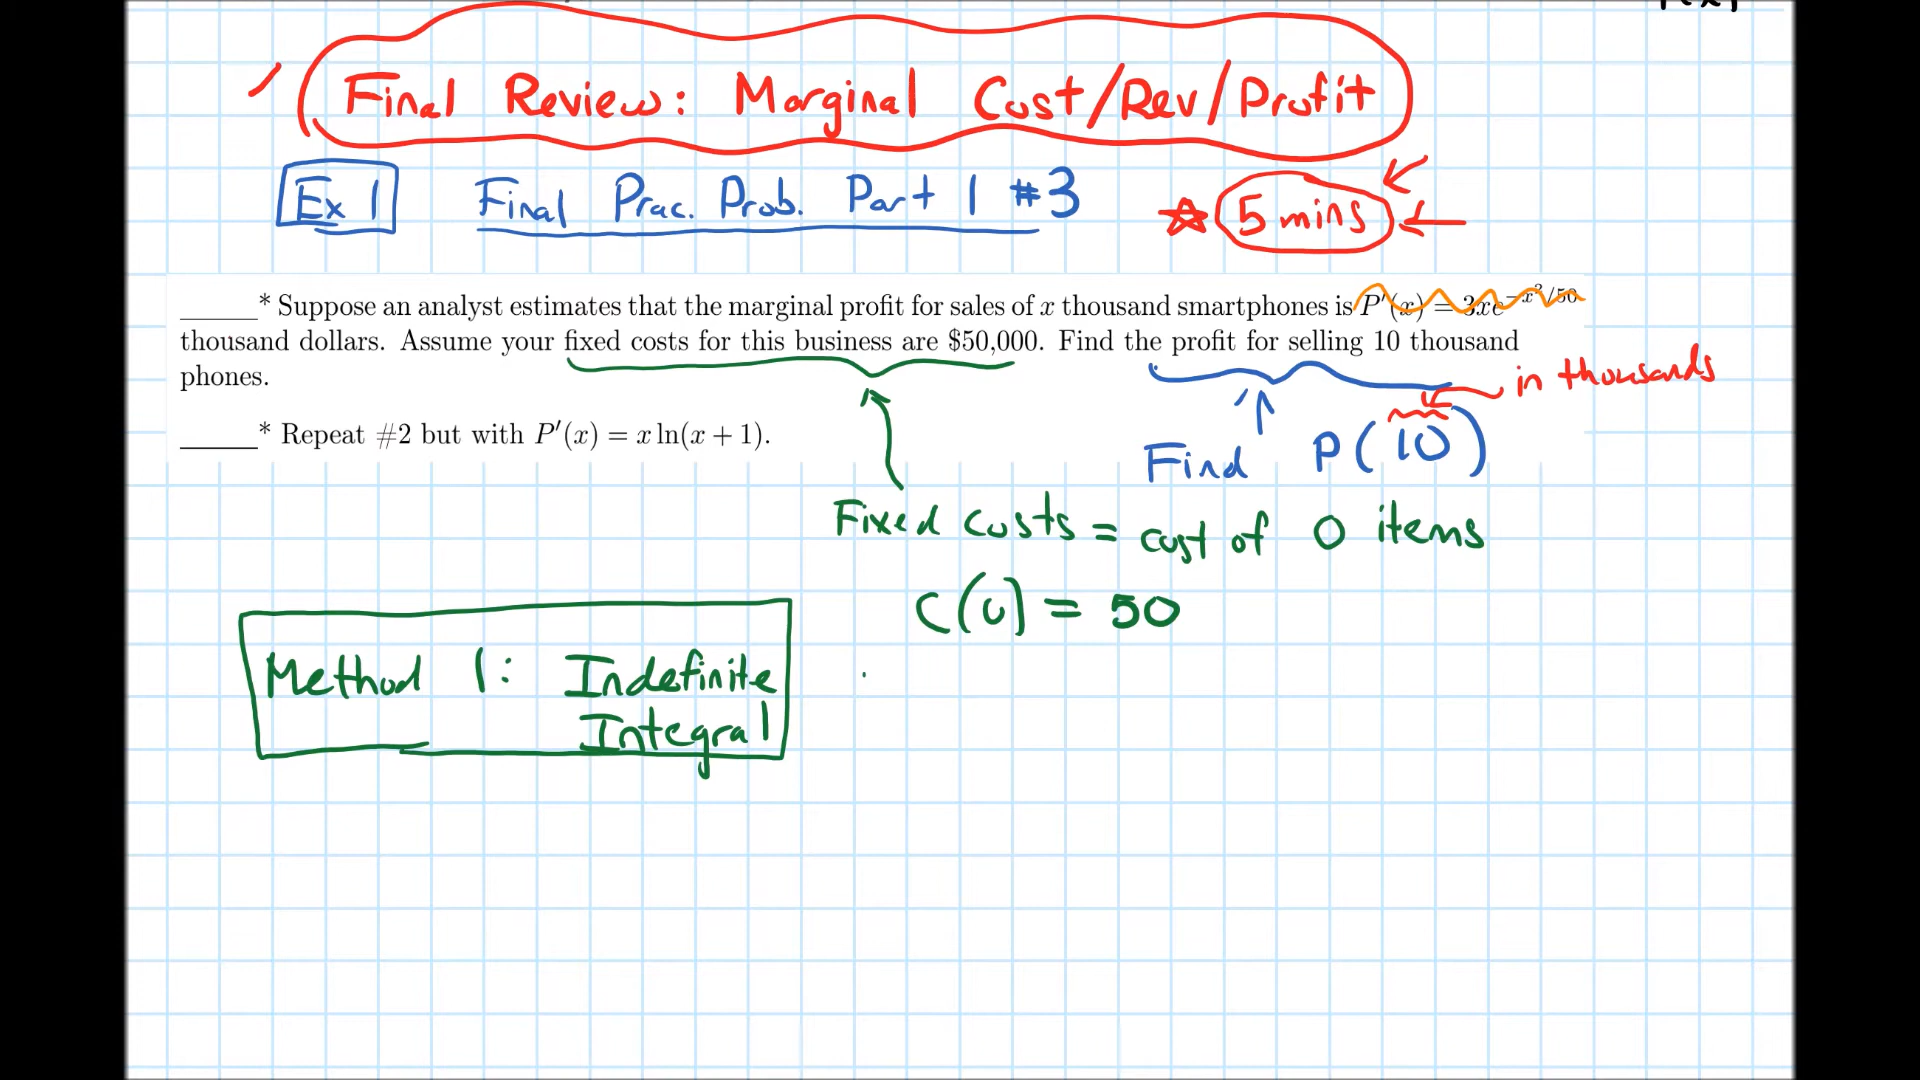 Final Review: Marginal Cost/Rev/Profit
Ex 1 Final Prac. Prob. Part 1 #3 ☆ 5 mins
______* Suppose an analyst estimates that the marginal profit for sales of x thousand smartphones is P′(x) = 3xe^{−x²/50}
thousand dollars. Assume your fixed costs for this business are $50,000. Find the profit for selling 10 thousand
phones.
in thousands
______* Repeat #2 but with P′(x) = x ln(x + 1).
Find P(10)
Fixed costs = cost of 0 items
C(0) = 50
Method 1: Indefinite
Integral